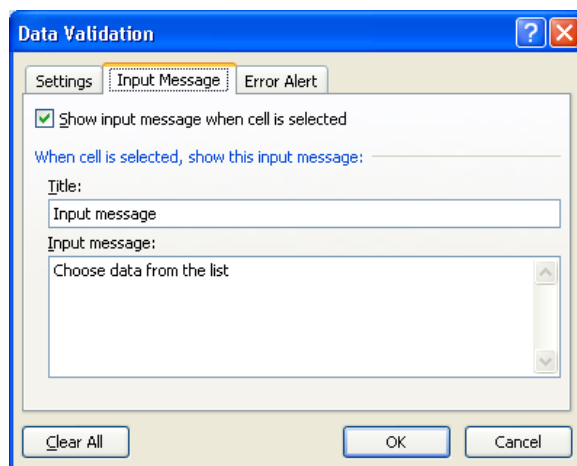 Data Validation
?
X
Settings
Input Message
Error Alert
Show input message when cell is selected
When cell is selected, show this input message:
Title:
Input message
Input message:
Choose data from the list
Clear All
OK
Cancel